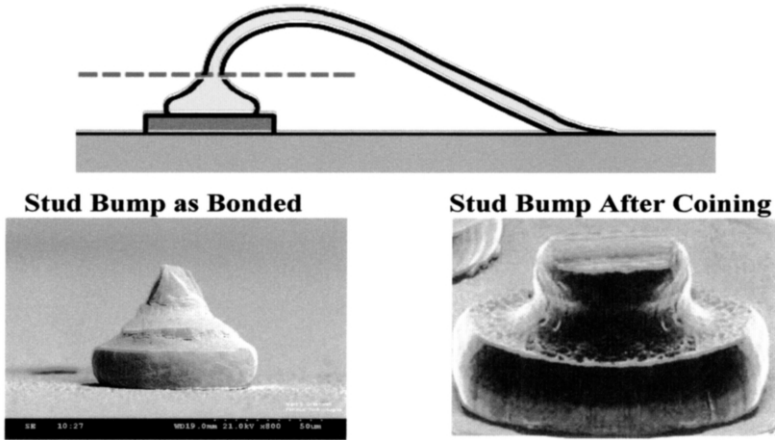 Stud Bump as Bonded
Stud Bump After Coining
SE 10:27 WD19.0mm 21.0kV x800 50um